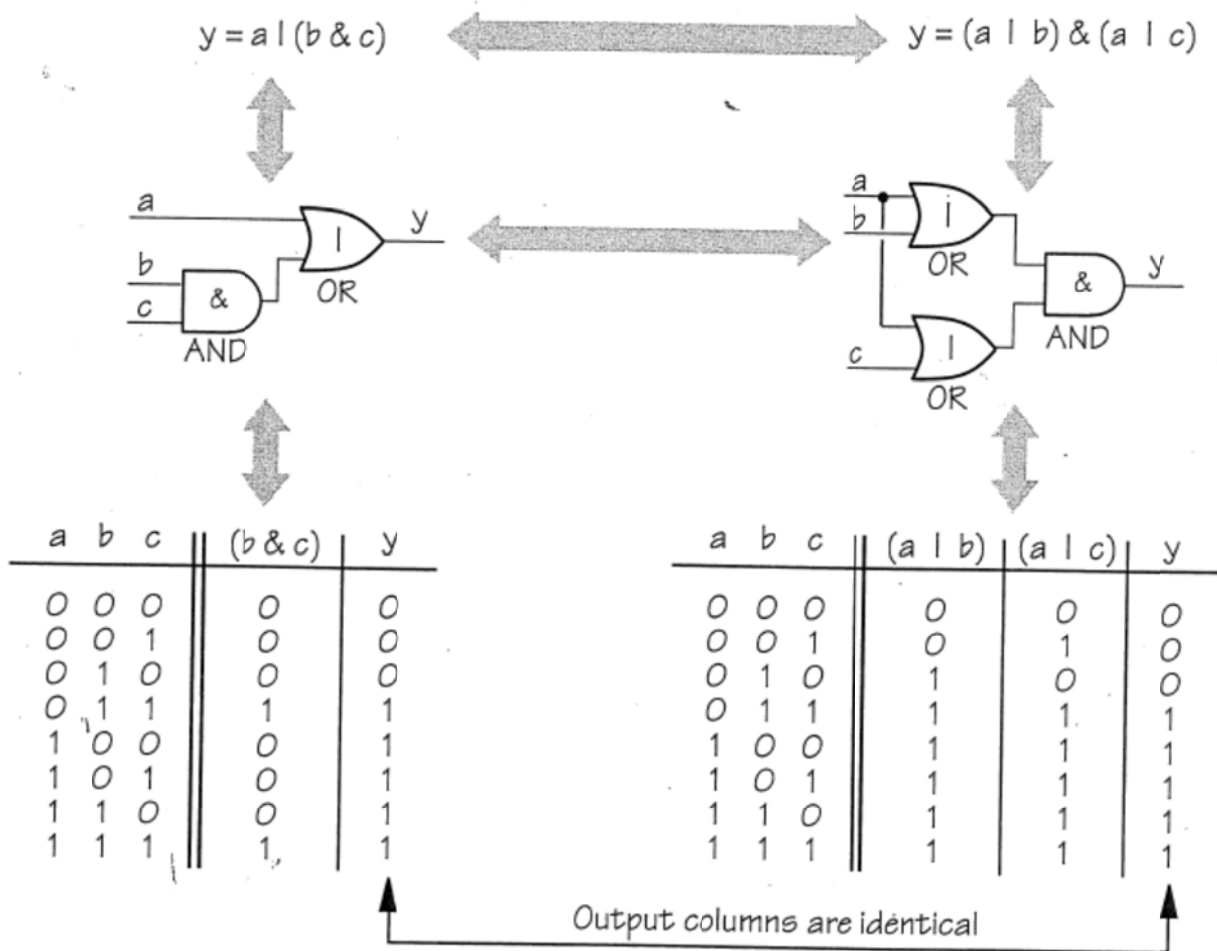 y = a | (b & c)
y = (a | b) & (a | c)
a
b
c
&
AND
|
OR
y
a
b
c
|
OR
|
OR
&
AND
y
a b c (b & c) y
0 0 0 0 0
0 0 1 0 0
0 1 0 0 0
0 1 1 1 1
1 0 0 0 1
1 0 1 0 1
1 1 0 0 1
1 1 1 1 1
a b c (a | b) (a | c) y
0 0 0 0 0 0
0 0 1 0 1 0
0 1 0 1 0 0
0 1 1 1 1 1
1 0 0 1 1 1
1 0 1 1 1 1
1 1 0 1 1 1
1 1 1 1 1 1
Output columns are identical